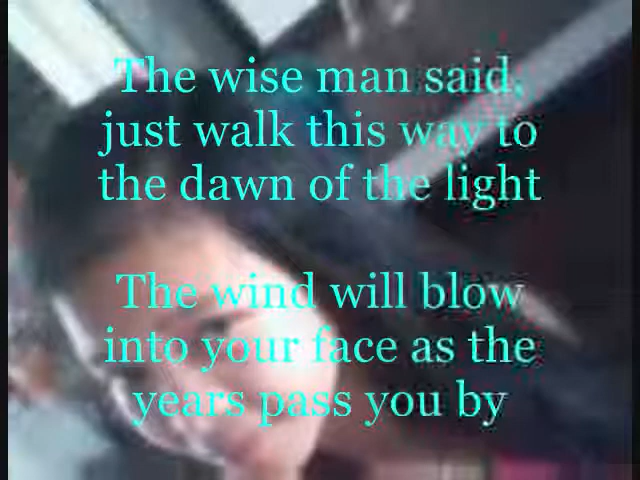 The wise man said,
just walk this way to
the dawn of the light
The wind will blow
into your face as the
years pass you by